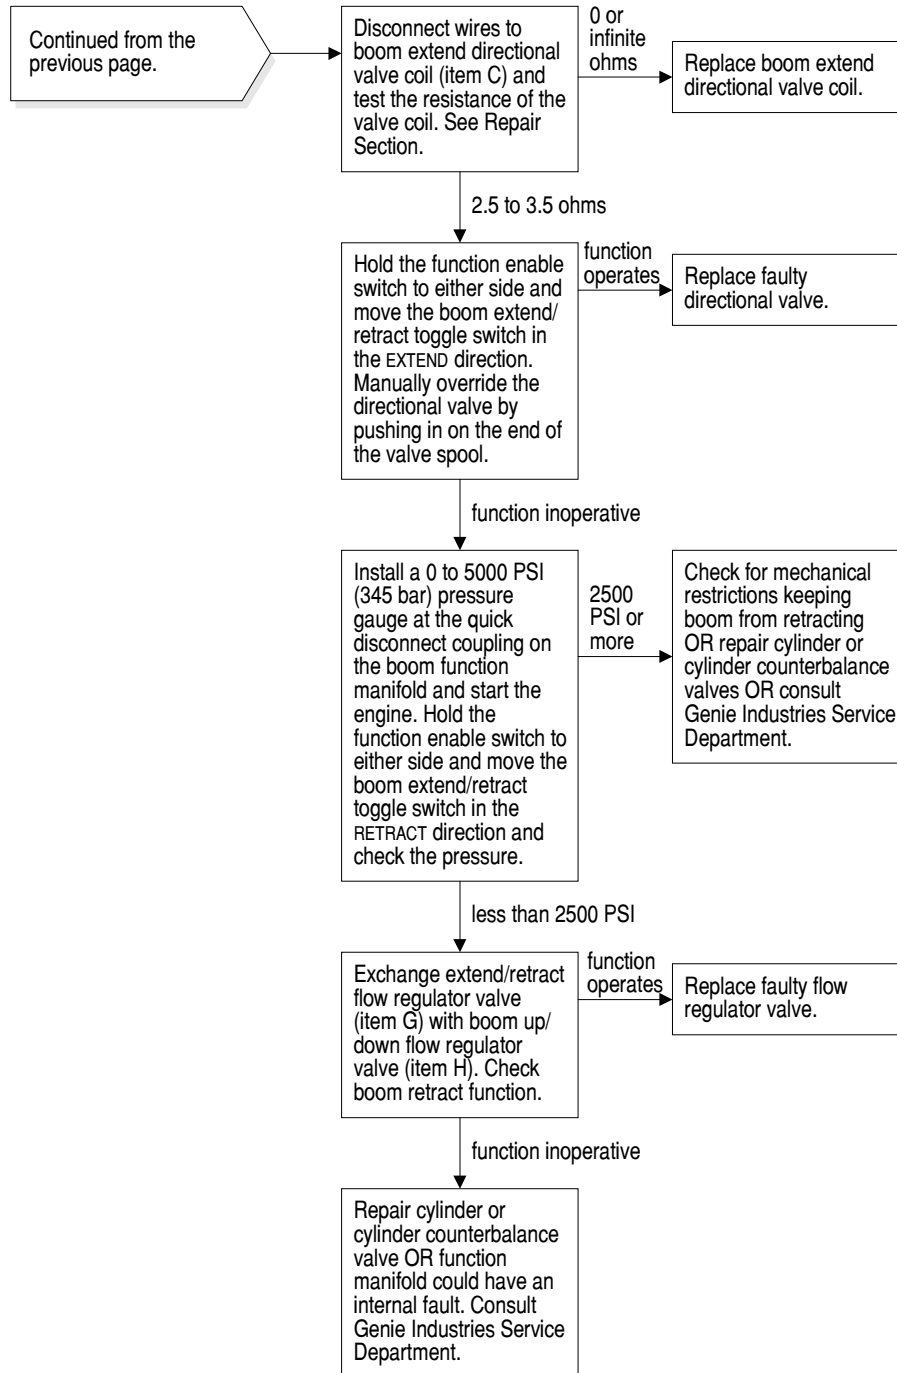 Continued from the
previous page.
Disconnect wires to
boom extend directional
valve coil (item C) and
test the resistance of the
valve coil. See Repair
Section.
0 or
infinite
ohms
Replace boom extend
directional valve coil.
2.5 to 3.5 ohms
Hold the function enable
switch to either side and
move the boom extend/
retract toggle switch in
the EXTEND direction.
Manually override the
directional valve by
pushing in on the end of
the valve spool.
function
operates
Replace faulty
directional valve.
function inoperative
Install a 0 to 5000 PSI
(345 bar) pressure
gauge at the quick
disconnect coupling on
the boom function
manifold and start the
engine. Hold the
function enable switch to
either side and move the
boom extend/retract
toggle switch in the
RETRACT direction and
check the pressure.
2500
PSI or
more
Check for mechanical
restrictions keeping
boom from retracting
OR repair cylinder or
cylinder counterbalance
valves OR consult
Genie Industries Service
Department.
less than 2500 PSI
Exchange extend/retract
flow regulator valve
(item G) with boom up/
down flow regulator
valve (item H). Check
boom retract function.
function
operates
Replace faulty flow
regulator valve.
function inoperative
Repair cylinder or
cylinder counterbalance
valve OR function
manifold could have an
internal fault. Consult
Genie Industries Service
Department.